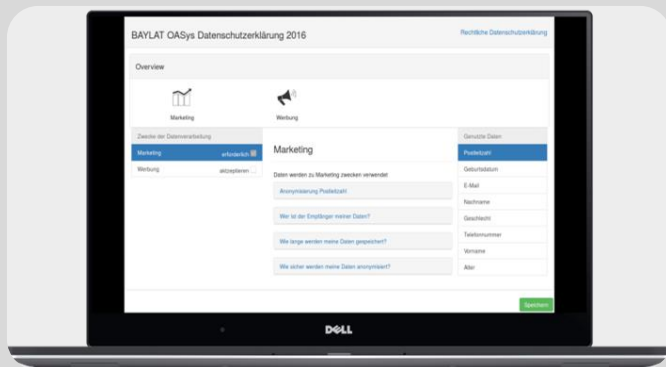 BAYLAT OASys Datenschutzerklärung 2016
Rechtliche Datenschutzerklärung
Overview
Marketing
Werbung
Zwecke der Datenverarbeitung
Marketing erforderlich
Werbung akzeptieren
Marketing
Daten werden zu Marketing zwecken verwendet
Anonymisierung Postleitzahl
Wer ist der Empfänger meiner Daten?
Wie lange werden meine Daten gespeichert?
Wie sicher werden meine Daten anonymisiert?
Genutzte Daten
Postleitzahl
Geburtsdatum
E-Mail
Nachname
Geschlecht
Telefonnummer
Vorname
Alter
Speichern
DELL